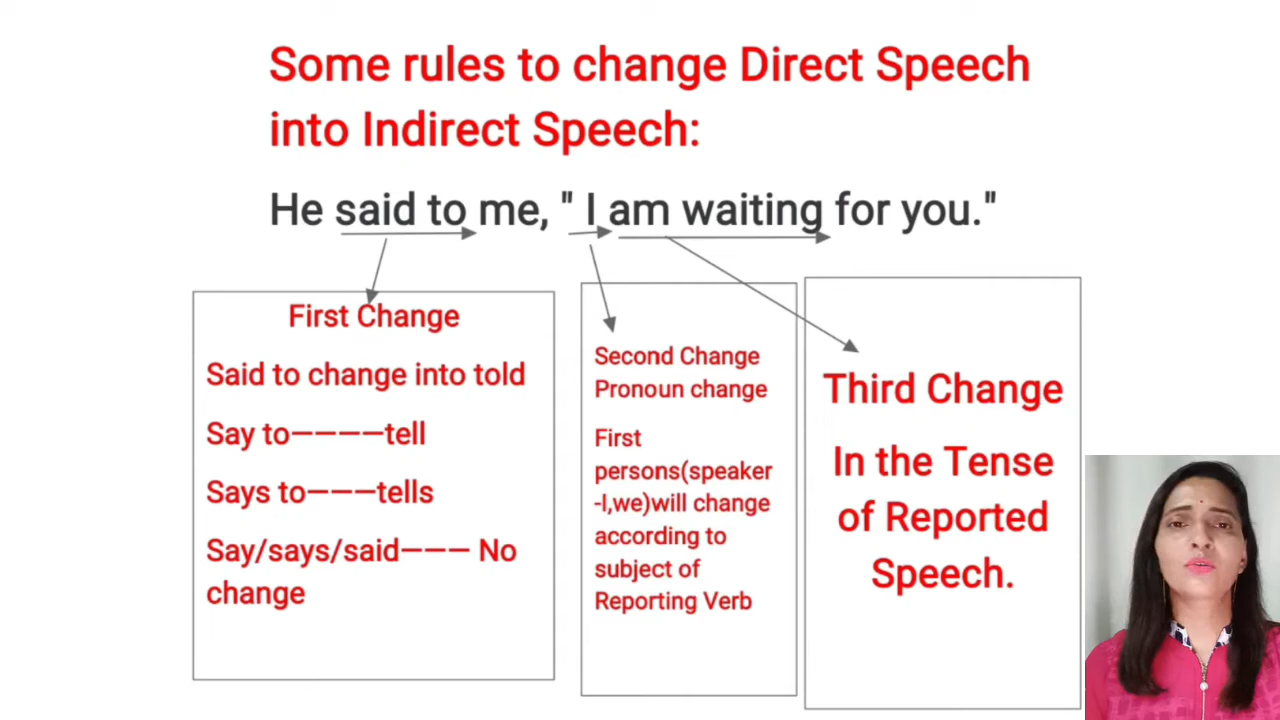 Some rules to change Direct Speech
into Indirect Speech:
He said to me, " I am waiting for you."
First Change
Said to change into told
Say to————tell
Says to———tells
Say/says/said——— No
change
Second Change
Pronoun change
First
persons(speaker
-I,we)will change
according to
subject of
Reporting Verb
Third Change
In the Tense
of Reported
Speech.